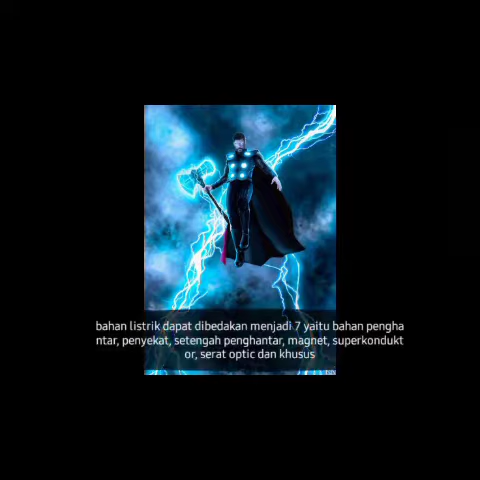 bahan listrik dapat dibedakan menjadi 7 yaitu bahan pengha
ntar, penyekat, setengah penghantar, magnet, superkondukt
or, serat optic dan khusus